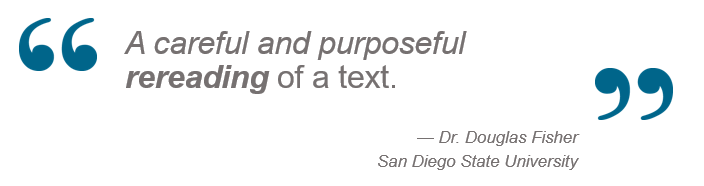 “ A careful and purposeful
rereading of a text. ”
— Dr. Douglas Fisher
San Diego State University